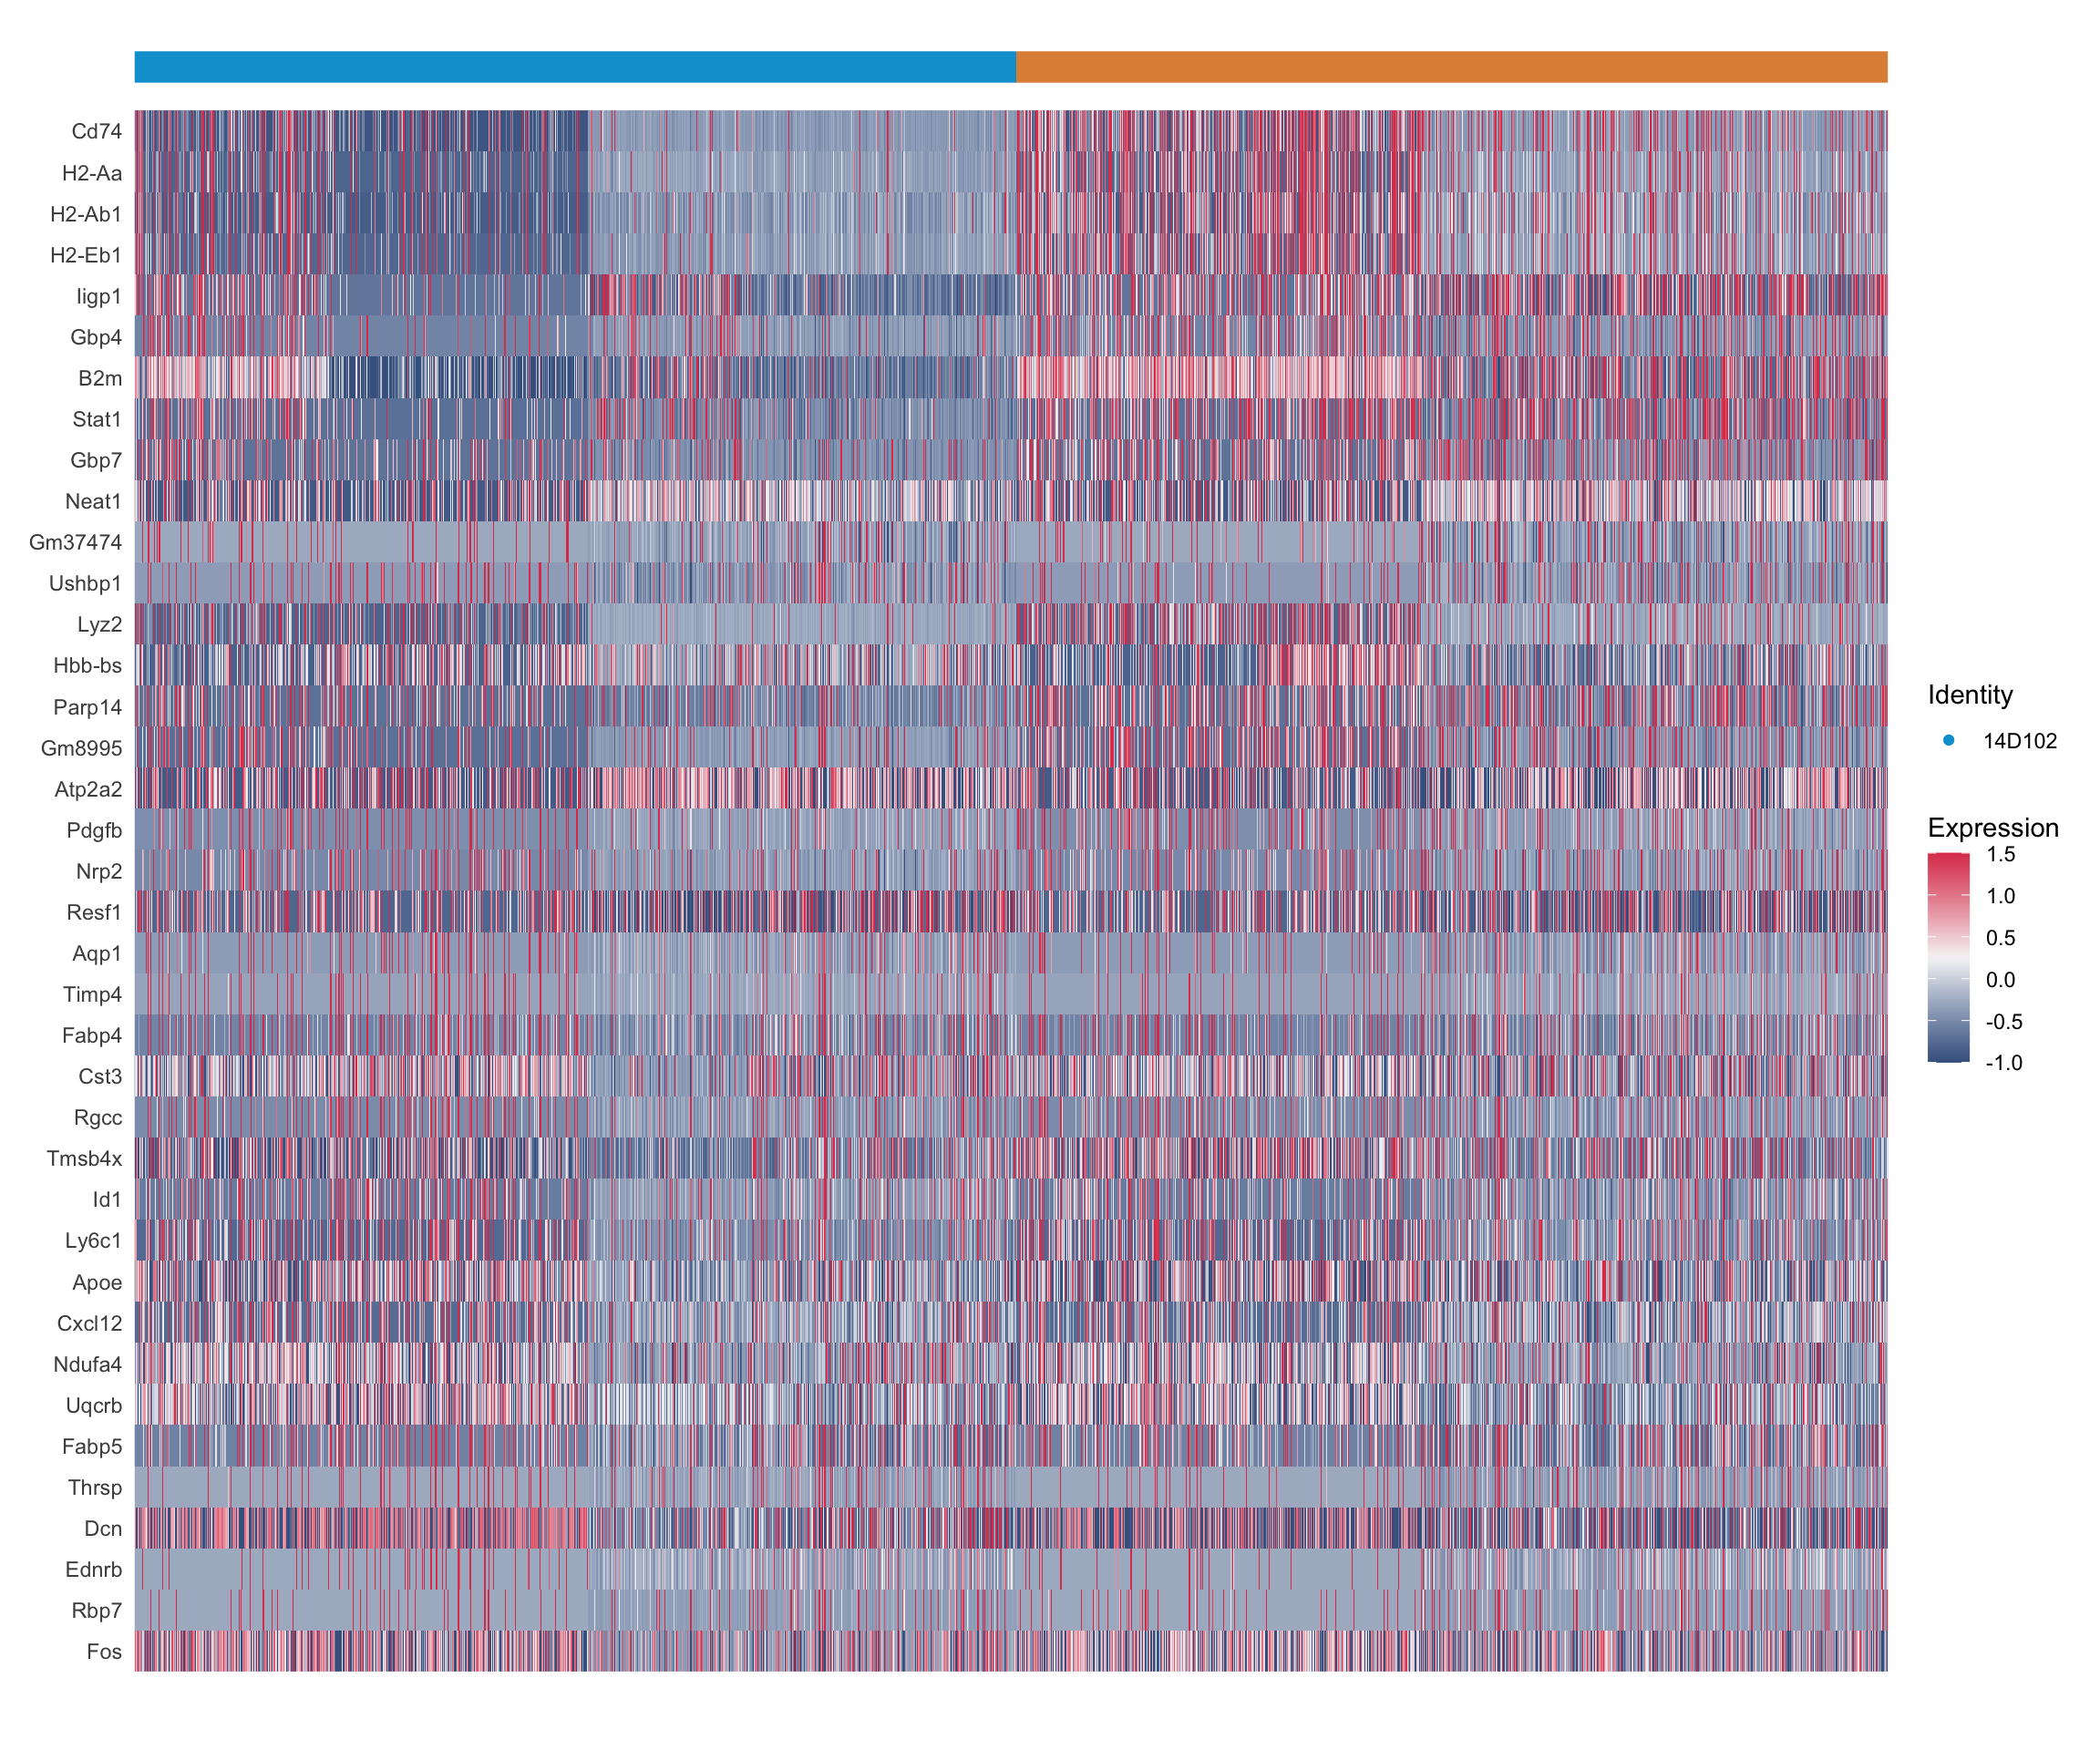 Cd74
H2-Aa
H2-Ab1
H2-Eb1
Iigp1
Gbp4
B2m
Stat1
Gbp7
Neat1
Gm37474
Ushbp1
Lyz2
Hbb-bs
Parp14
Gm8995
Atp2a2
Pdgfb
Nrp2
Resf1
Aqp1
Timp4
Fabp4
Cst3
Rgcc
Tmsb4x
Id1
Ly6c1
Apoe
Cxcl12
Ndufa4
Uqcrb
Fabp5
Thrsp
Dcn
Ednrb
Rbp7
Fos
Identity
14D102
Expression
1.5
1.0
0.5
0.0
-0.5
-1.0